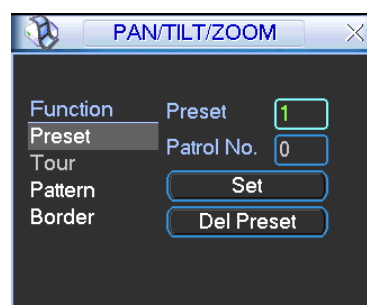 PAN/TILT/ZOOM
Function
Preset
Tour
Pattern
Border
Preset 1
Patrol No. 0
Set
Del Preset